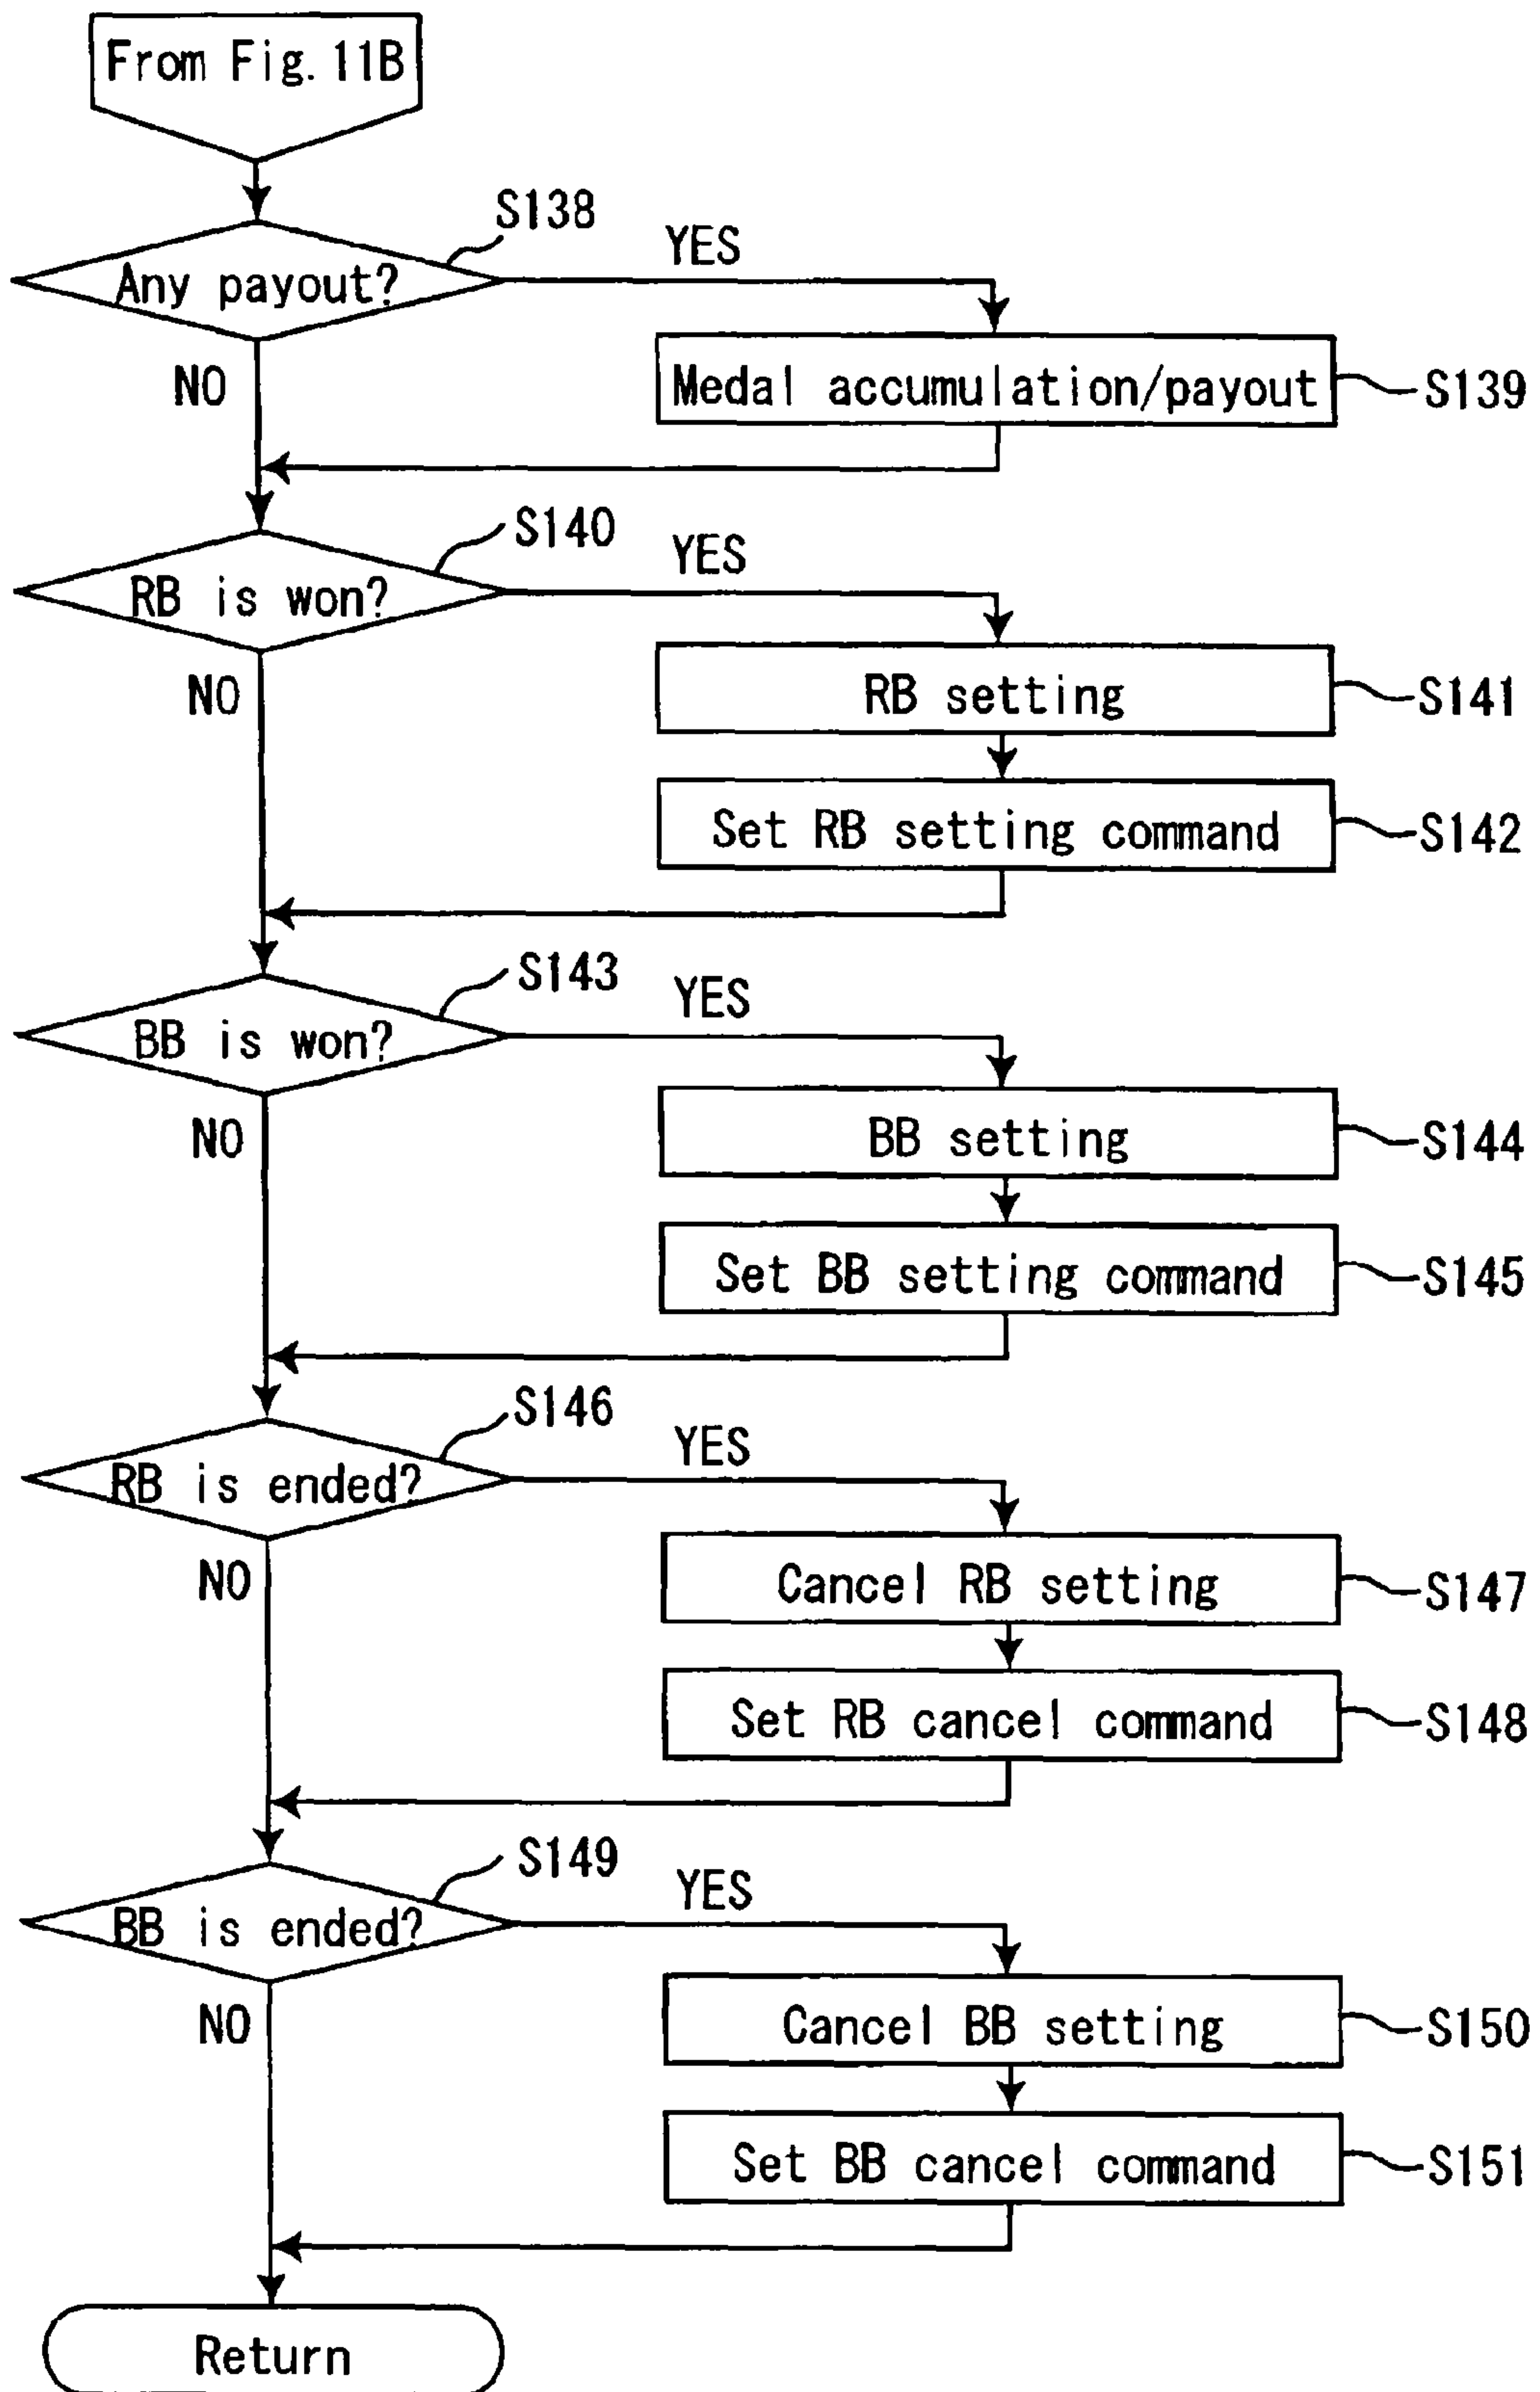 From Fig. 11B
S138
YES
Any payout?
NO
Medal accumulation/payout
S139
S140
YES
RB is won?
NO
RB setting
S141
Set RB setting command
S142
S143
YES
BB is won?
NO
BB setting
S144
Set BB setting command
S145
S146
YES
RB is ended?
NO
Cancel RB setting
S147
Set RB cancel command
S148
S149
YES
BB is ended?
NO
Cancel BB setting
S150
Set BB cancel command
S151
Return